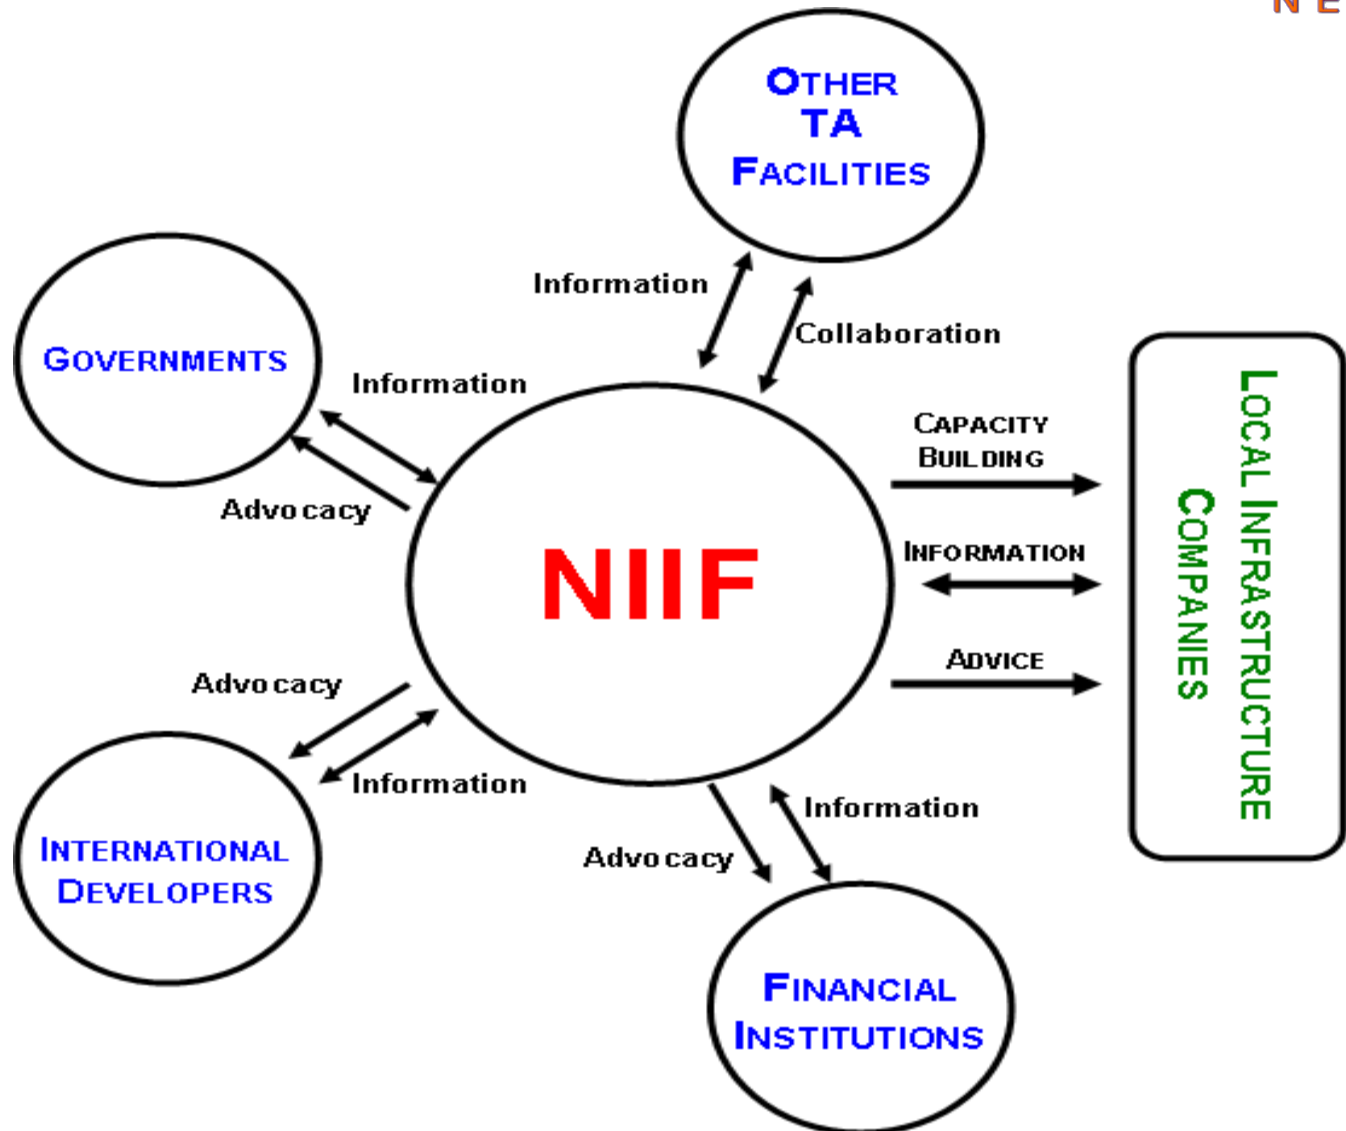 N E
OTHER
TA
FACILITIES
Information
Collaboration
GOVERNMENTS
Information
Advocacy
CAPACITY
BUILDING
INFORMATION
ADVICE
LOCAL INFRASTRUCTURE
COMPANIES
NIIF
Advocacy
Information
INTERNATIONAL
DEVELOPERS
Information
Advocacy
FINANCIAL
INSTITUTIONS